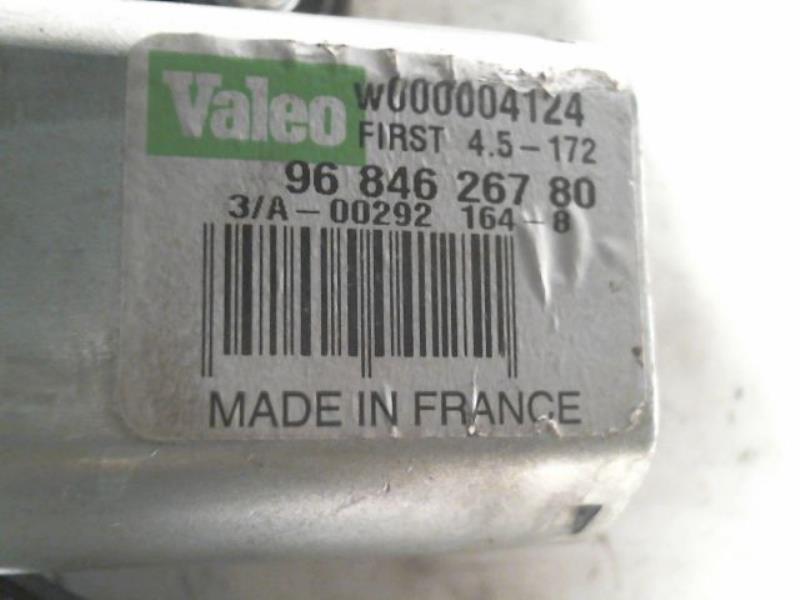 Valeo W000004124
FIRST 4.5-172
96 846 267 80
3/A-00292 164-8
MADE IN FRANCE